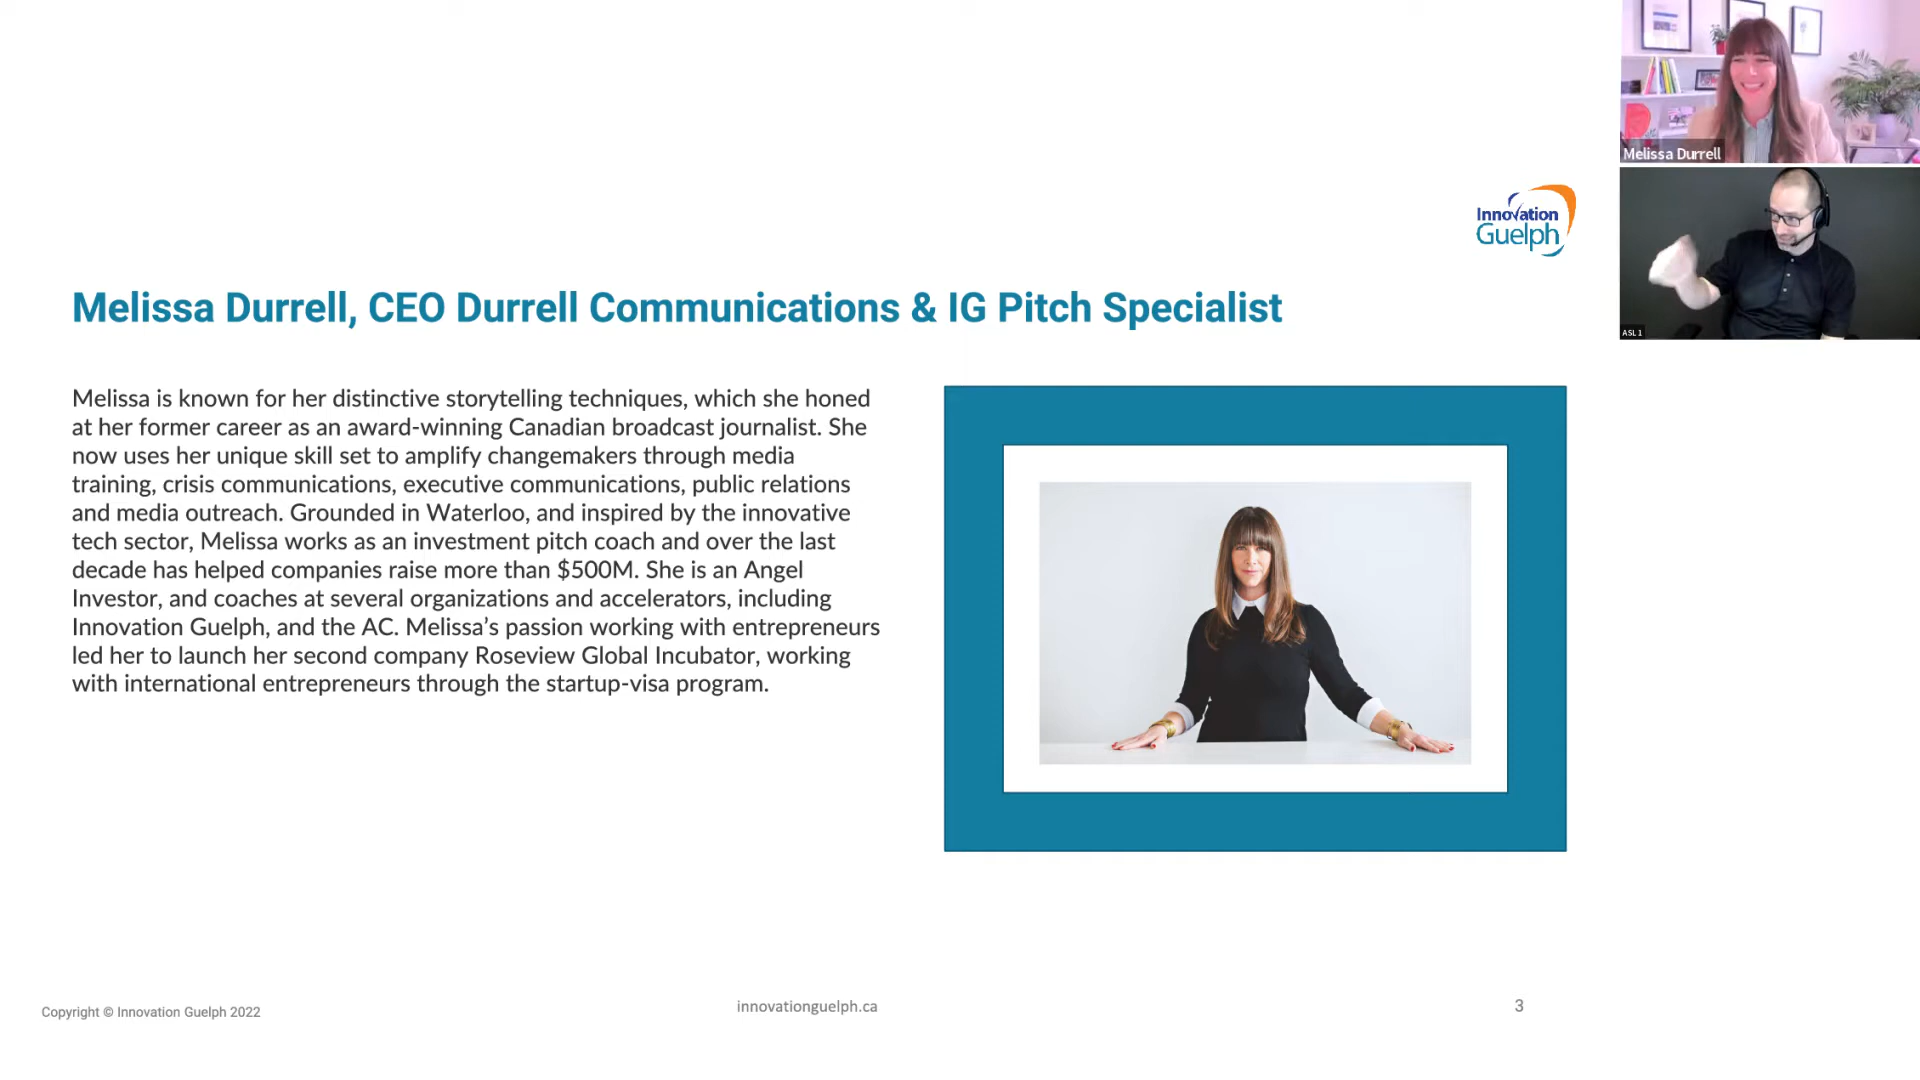 Melissa Durrell
Innovation
Guelph
ASL 1
Melissa Durrell, CEO Durrell Communications & IG Pitch Specialist
Melissa is known for her distinctive storytelling techniques, which she honed
at her former career as an award-winning Canadian broadcast journalist. She
now uses her unique skill set to amplify changemakers through media
training, crisis communications, executive communications, public relations
and media outreach. Grounded in Waterloo, and inspired by the innovative
tech sector, Melissa works as an investment pitch coach and over the last
decade has helped companies raise more than $500M. She is an Angel
Investor, and coaches at several organizations and accelerators, including
Innovation Guelph, and the AC. Melissa’s passion working with entrepreneurs
led her to launch her second company Roseview Global Incubator, working
with international entrepreneurs through the startup-visa program.
Copyright © Innovation Guelph 2022
innovationguelph.ca
3